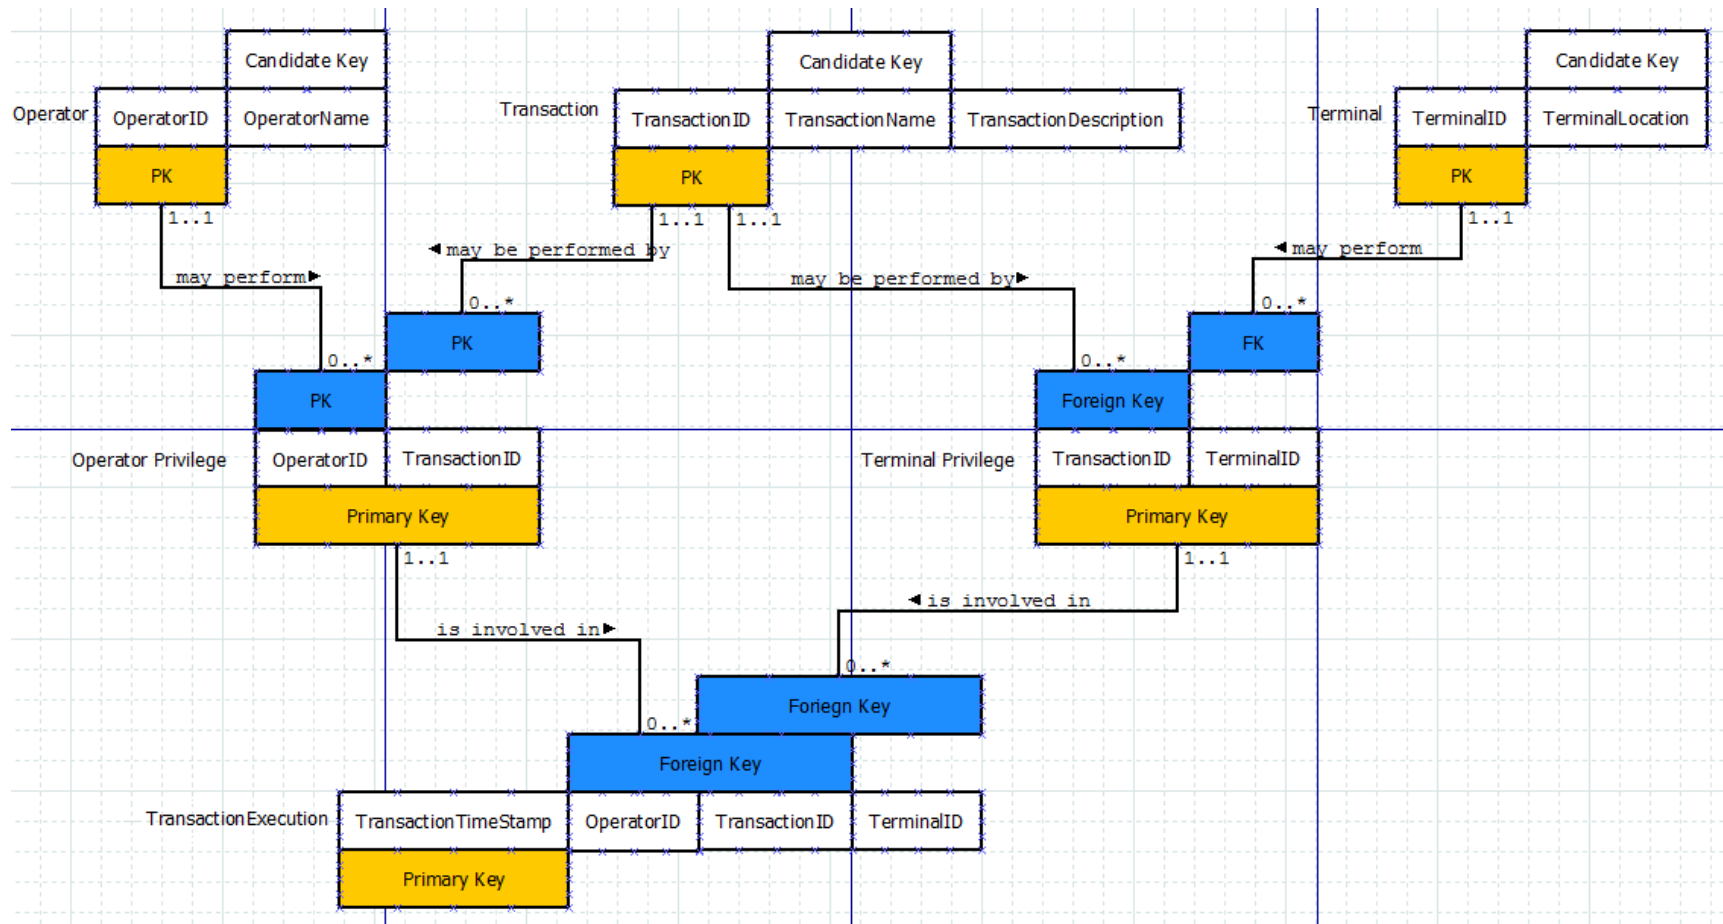 Candidate Key
Candidate Key
Candidate Key
Operator
OperatorID
OperatorName
Transaction
TransactionID
TransactionName
TransactionDescription
Terminal
TerminalID
TerminalLocation
PK
PK
PK
1..1
1..1
1..1
1..1
may be performed by
may perform
may perform
may be performed by
0..*
0..*
PK
FK
0..*
0..*
PK
Foreign Key
Operator Privilege
OperatorID
TransactionID
Terminal Privilege
TransactionID
TerminalID
Primary Key
Primary Key
1..1
1..1
is involved in
is involved in
0..*
Foriegn Key
0..*
Foreign Key
TransactionExecution
TransactionTimeStamp
OperatorID
TransactionID
TerminalID
Primary Key